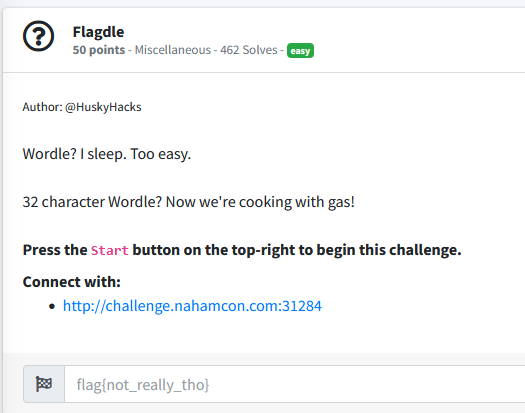 Flagdle
50 points - Miscellaneous - 462 Solves - easy
Author: @HuskyHacks
Wordle? I sleep. Too easy.
32 character Wordle? Now we're cooking with gas!
Press the Start button on the top-right to begin this challenge.
Connect with:
• http://challenge.nahamcon.com:31284
flag{not_really_tho}